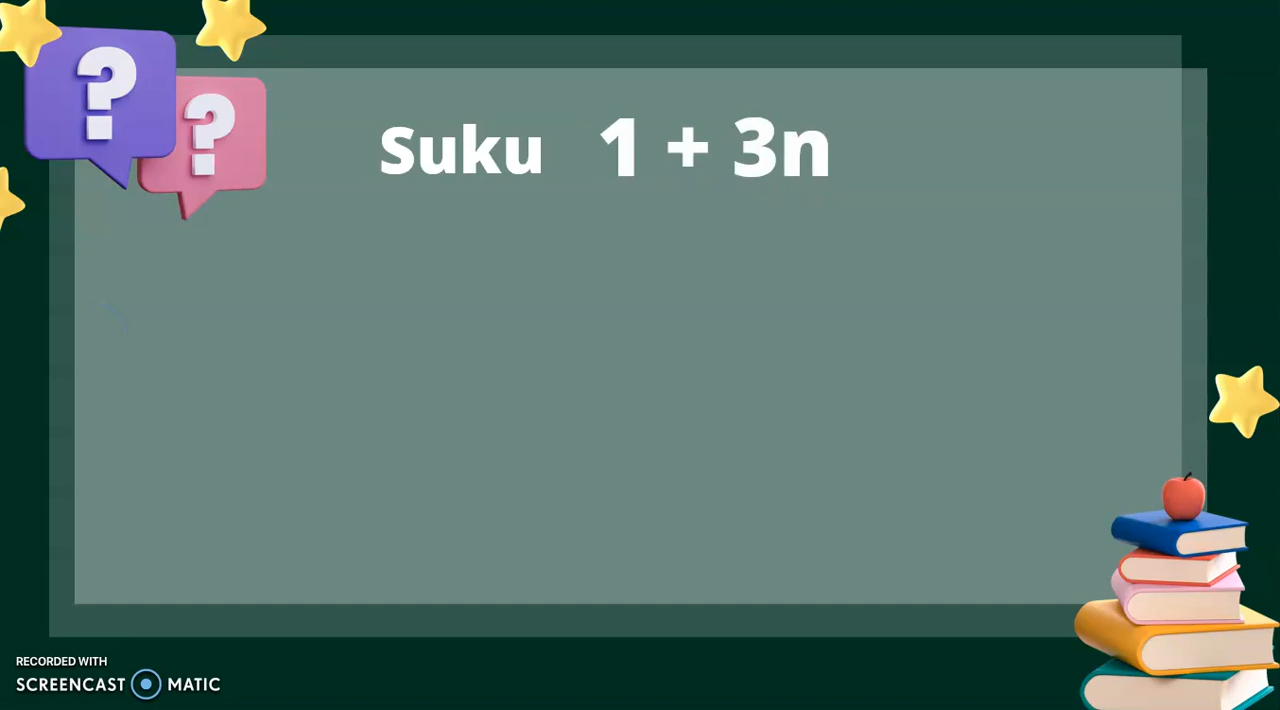 ? ?
Suku 1 + 3n
RECORDED WITH
SCREENCAST MATIC